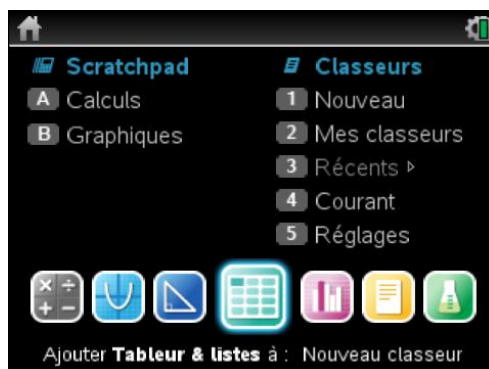 Scratchpad
A Calculs
B Graphiques
Classeurs
1 Nouveau
2 Mes classeurs
3 Récents ▹
4 Courant
5 Réglages
Ajouter Tableur & listes à : Nouveau classeur